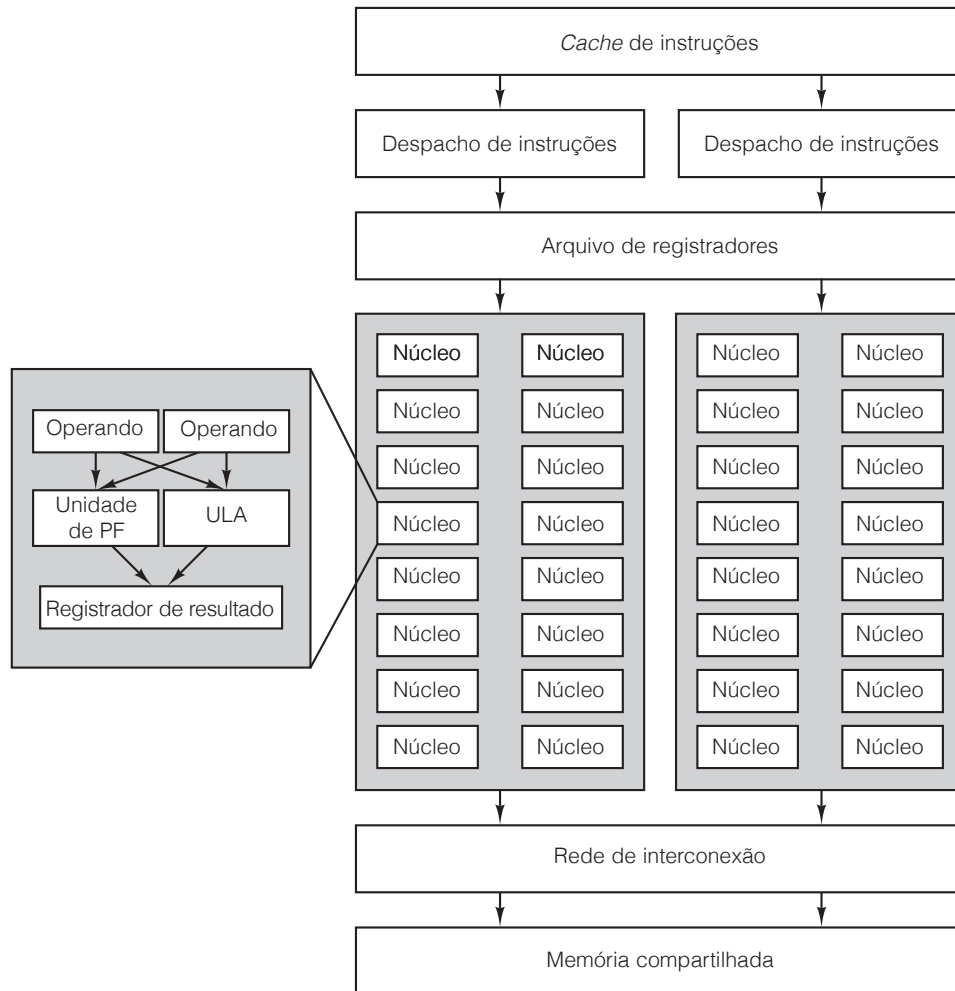 Cache de instruções
Despacho de instruções Despacho de instruções
Arquivo de registradores
Núcleo Núcleo Núcleo Núcleo
Núcleo Núcleo Núcleo Núcleo
Núcleo Núcleo Núcleo Núcleo
Núcleo Núcleo Núcleo Núcleo
Núcleo Núcleo Núcleo Núcleo
Núcleo Núcleo Núcleo Núcleo
Núcleo Núcleo Núcleo Núcleo
Núcleo Núcleo Núcleo Núcleo
Operando Operando
Unidade
de PF
ULA
Registrador de resultado
Rede de interconexão
Memória compartilhada